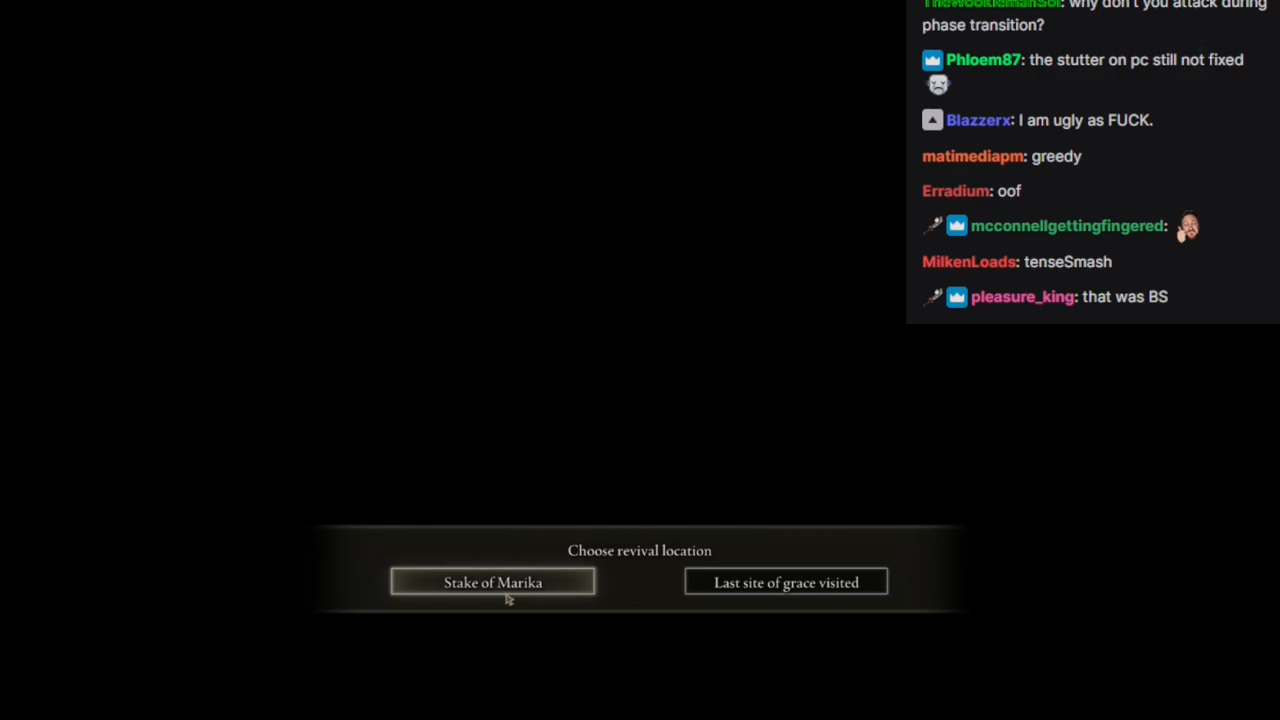 TheWookiemanSol: why don't you attack during
phase transition?
Phloem87: the stutter on pc still not fixed
Blazzerx: I am ugly as FUCK.
matimediapm: greedy
Erradium: oof
mcconnellgettingfingered:
MilkenLoads: tenseSmash
pleasure_king: that was BS
Choose revival location
Stake of Marika
Last site of grace visited